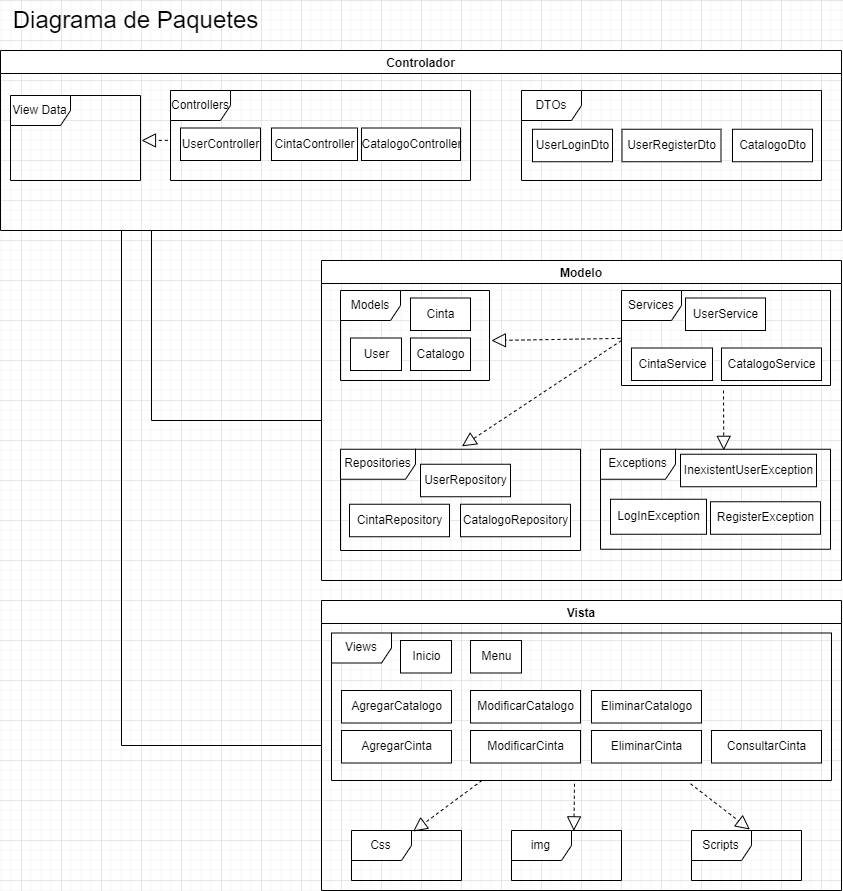 Diagrama de Paquetes
Controlador
View Data
Controllers
UserController
CintaController
CatalogoController
DTOs
UserLoginDto
UserRegisterDto
CatalogoDto
Modelo
Models
Cinta
User
Catalogo
Services
UserService
CintaService
CatalogoService
Repositories
UserRepository
CintaRepository
CatalogoRepository
Exceptions
InexistentUserException
LogInException
RegisterException
Vista
Views
Inicio
Menu
AgregarCatalogo
ModificarCatalogo
EliminarCatalogo
AgregarCinta
ModificarCinta
EliminarCinta
ConsultarCinta
Css
img
Scripts